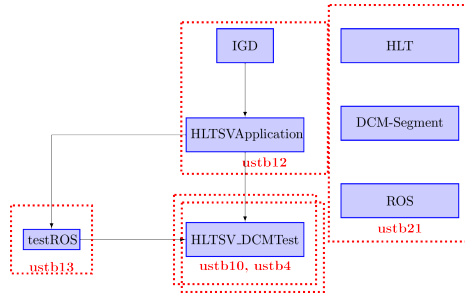 IGD
HLT
HLTSVApplication
DCM-Segment
ustb12
ROS
ustb21
testROS
HLTSV_DCMTest
ustb13
ustb10, ustb4